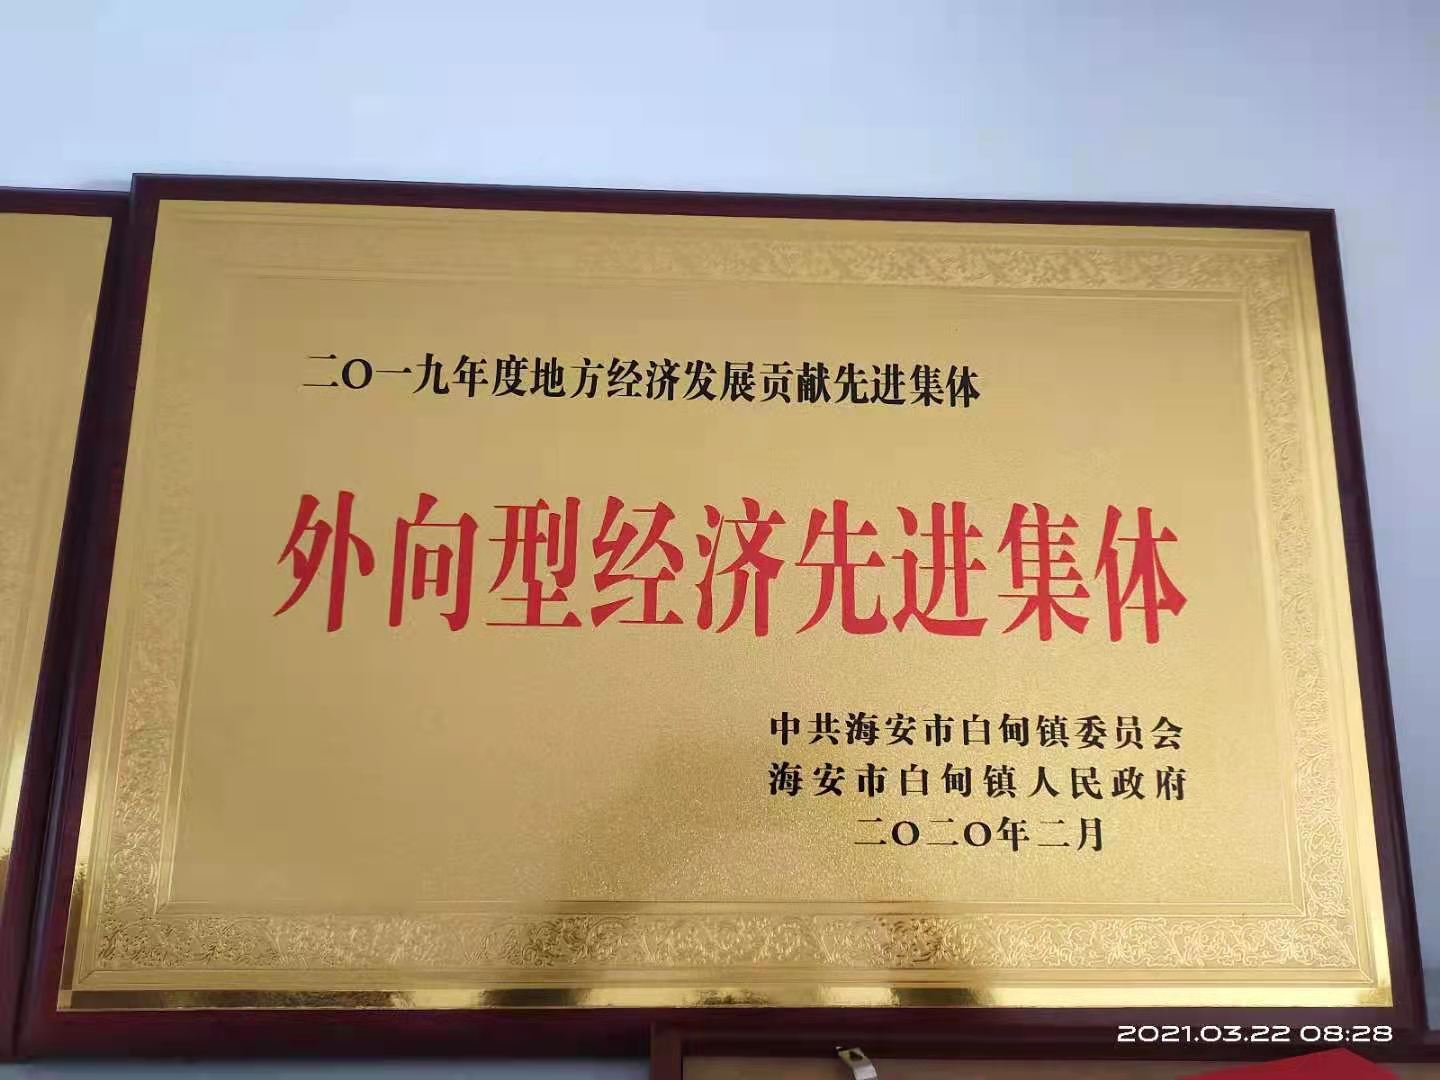 二〇一九年度地方经济发展贡献先进集体
外向型经济先进集体
中共海安市白甸镇委员会
海安市白甸镇人民政府
二〇二〇年二月
2021.03.22 08:28